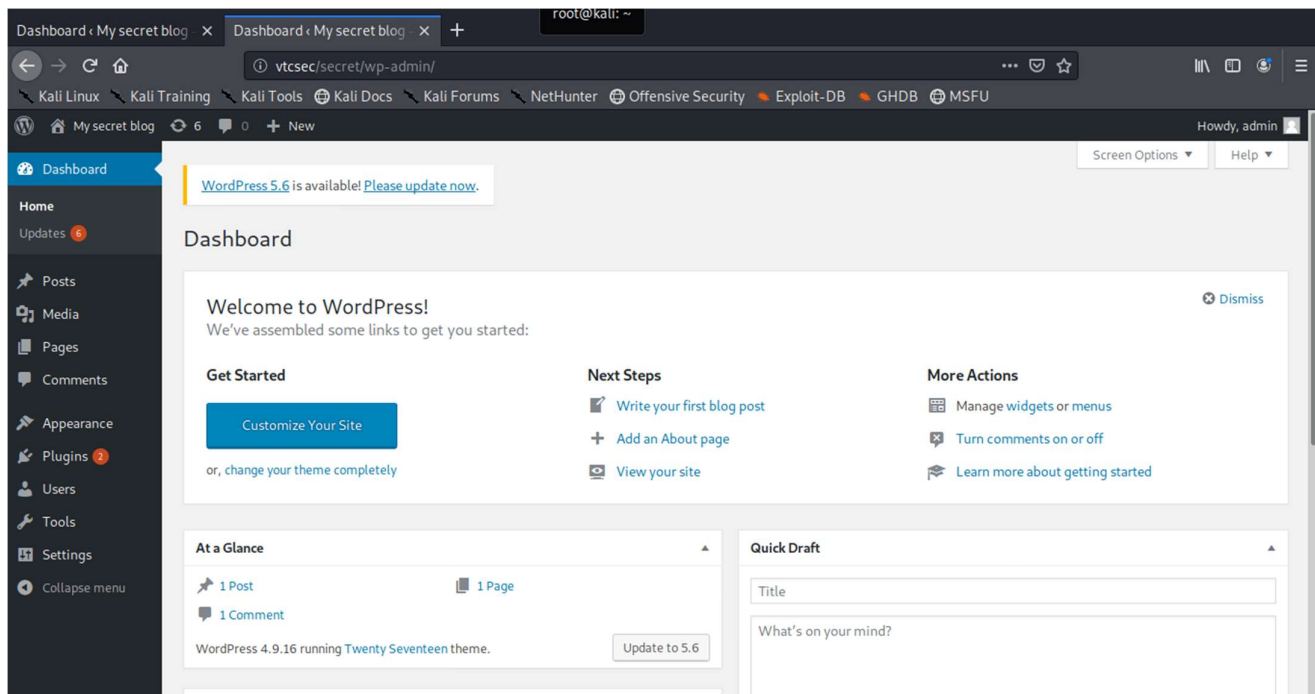 root@kali: ~
Dashboard ‹ My secret blog - Dashboard ‹ My secret blog -
vtcsec/secret/wp-admin/
Kali Linux Kali Training Kali Tools Kali Docs Kali Forums NetHunter Offensive Security Exploit-DB GHDB MSFU
My secret blog 6 0 + New Howdy, admin
Screen Options Help
Dashboard
Home
Updates 6
Posts
Media
Pages
Comments
Appearance
Plugins 2
Users
Tools
Settings
Collapse menu
WordPress 5.6 is available! Please update now.
Dashboard
Welcome to WordPress!
We've assembled some links to get you started:
Dismiss
Get Started
Customize Your Site
or, change your theme completely
Next Steps
Write your first blog post
Add an About page
View your site
More Actions
Manage widgets or menus
Turn comments on or off
Learn more about getting started
At a Glance
1 Post 1 Page
1 Comment
WordPress 4.9.16 running Twenty Seventeen theme. Update to 5.6
Quick Draft
Title
What's on your mind?